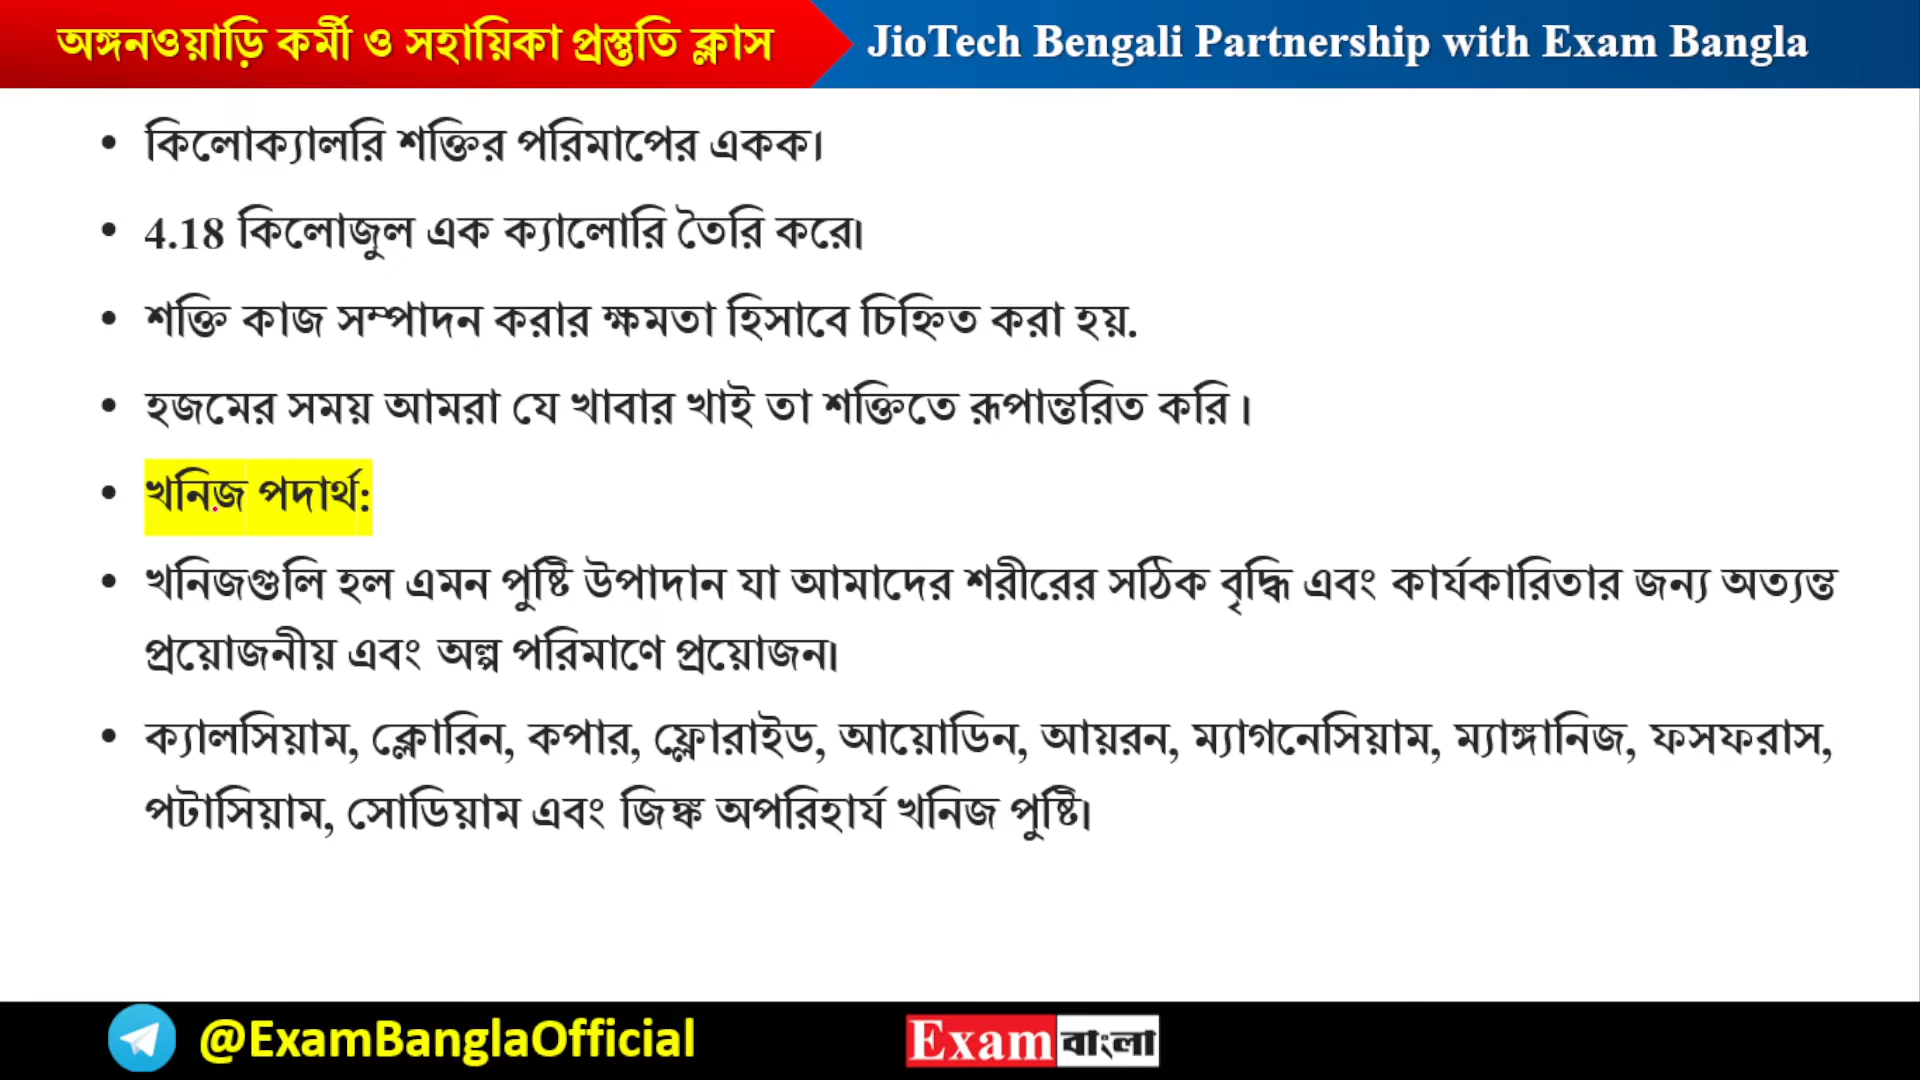 অঙ্গনওয়াড়ি কর্মী ও সহায়িকা প্রস্তুতি ক্লাস
JioTech Bengali Partnership with Exam Bangla
• কিলোক্যালরি শক্তির পরিমাপের একক।
• 4.18 কিলোজুল এক ক্যালোরি তৈরি করে।
• শক্তি কাজ সম্পাদন করার ক্ষমতা হিসাবে চিহ্নিত করা হয়.
• হজমের সময় আমরা যে খাবার খাই তা শক্তিতে রূপান্তরিত করি।
• খনিজ পদার্থ:
• খনিজগুলি হল এমন পুষ্টি উপাদান যা আমাদের শরীরের সঠিক বৃদ্ধি এবং কার্যকারিতার জন্য অত্যন্ত
প্রয়োজনীয় এবং অল্প পরিমাণে প্রয়োজন।
• ক্যালসিয়াম, ক্লোরিন, কপার, ফ্লোরাইড, আয়োডিন, আয়রন, ম্যাগনেসিয়াম, ম্যাঙ্গানিজ, ফসফরাস,
পটাসিয়াম, সোডিয়াম এবং জিঙ্ক অপরিহার্য খনিজ পুষ্টি।
@ExamBanglaOfficial
Exam বাংলা